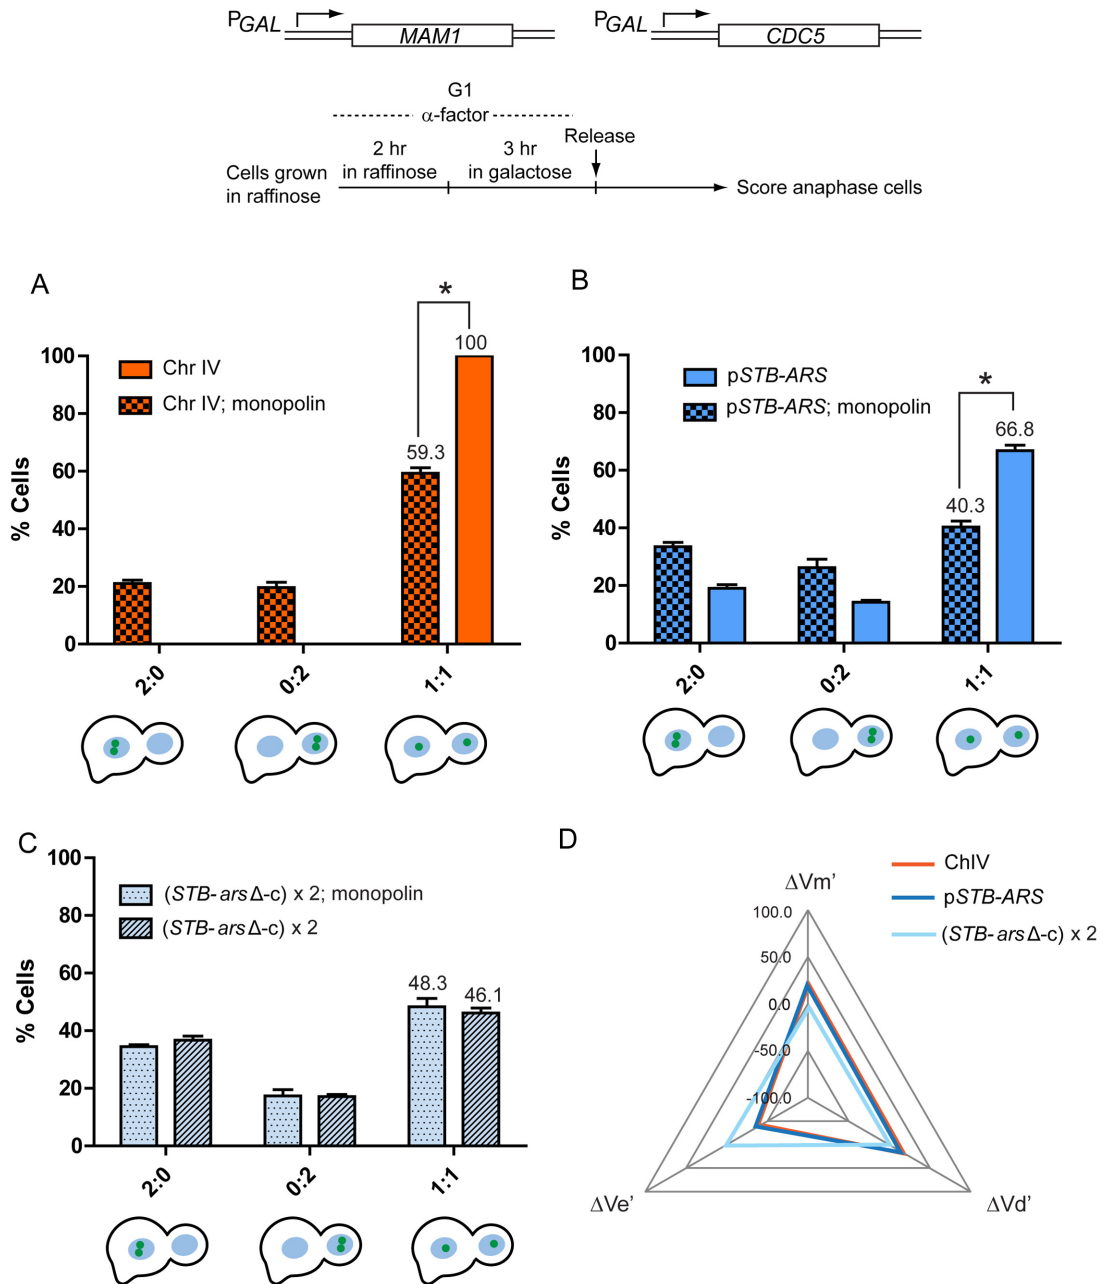 PGAL MAM1 PGAL CDC5
G1
α-factor
Release
2 hr
in raffinose
3 hr
in galactose
Cells grown
in raffinose
Score anaphase cells
A
*
100
Chr IV
Chr IV; monopolin
59.3
% Cells
100
80
60
40
20
0
2:0 0:2 1:1
B
*
pSTB-ARS
pSTB-ARS; monopolin
66.8
40.3
% Cells
100
80
60
40
20
0
2:0 0:2 1:1
C
(STB-arsΔ-c) x 2; monopolin
(STB-arsΔ-c) x 2
48.3 46.1
% Cells
100
80
60
40
20
0
2:0 0:2 1:1
D
ChIV
pSTB-ARS
(STB-arsΔ-c) x 2
ΔVm’
100.0
50.0
0.0
-50.0
-100.0
ΔVe’ ΔVd’